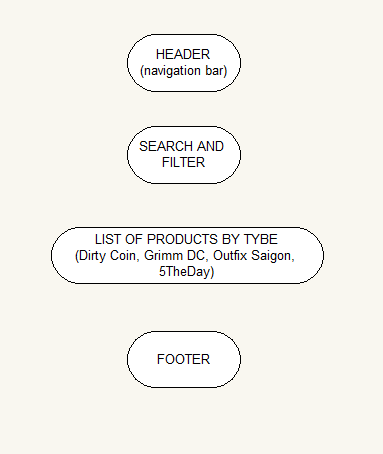 HEADER
(navigation bar)
SEARCH AND
FILTER
LIST OF PRODUCTS BY TYBE
(Dirty Coin, Grimm DC, Outfix Saigon,
5TheDay)
FOOTER